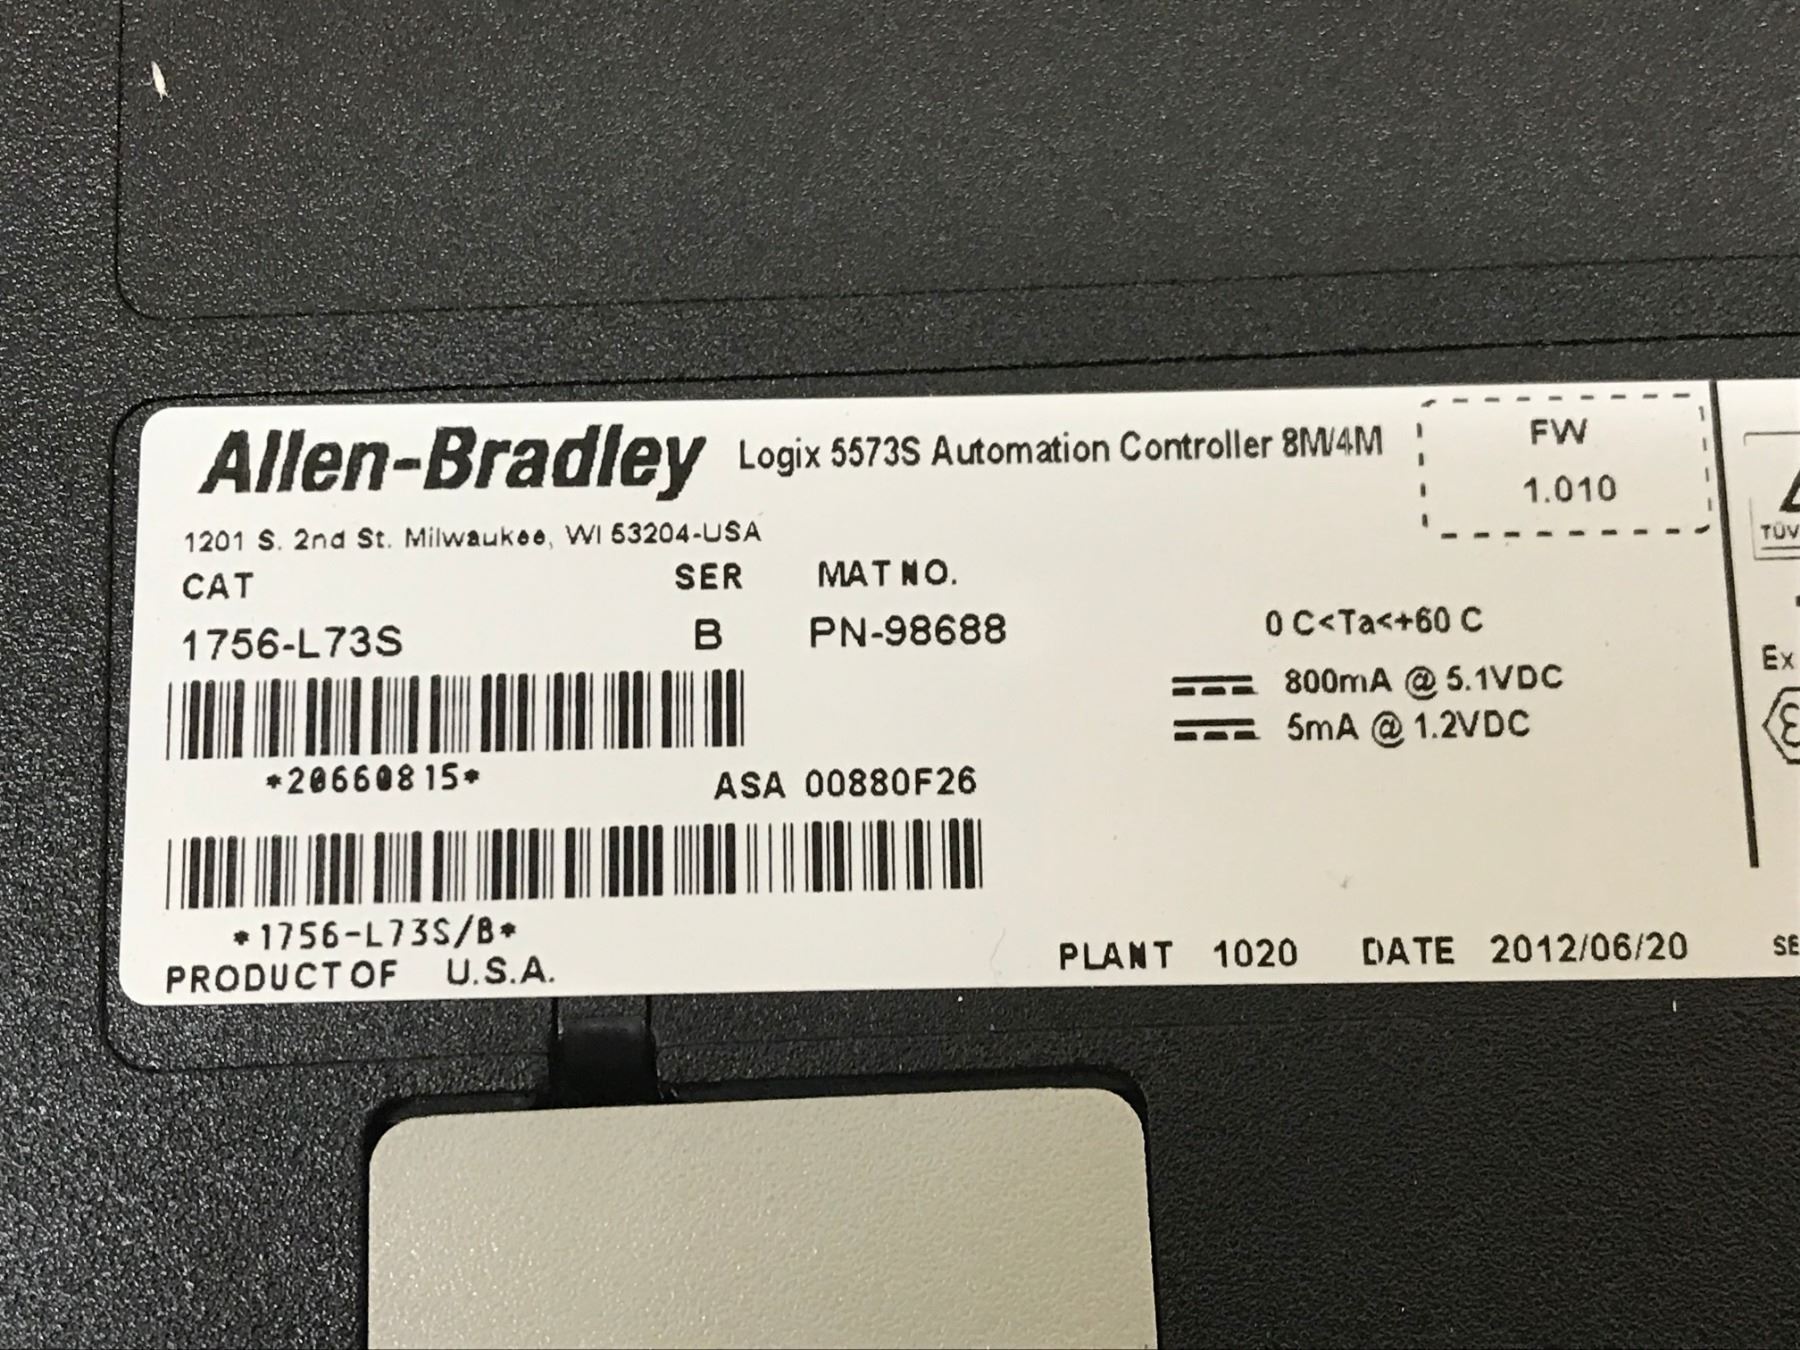 Allen-Bradley Logix 5573S Automation Controller 8M/4M
FW
1.010
1201 S. 2nd St. Milwaukee, WI 53204-USA
CAT SER MAT NO.
1756-L73S B PN-98688
0 C<Ta<+60 C
800mA @ 5.1VDC
5mA @ 1.2VDC
*20660815* ASA 00880F26
*1756-L73S/B*
PRODUCT OF U.S.A.
PLANT 1020 DATE 2012/06/20
TÜV
Ex